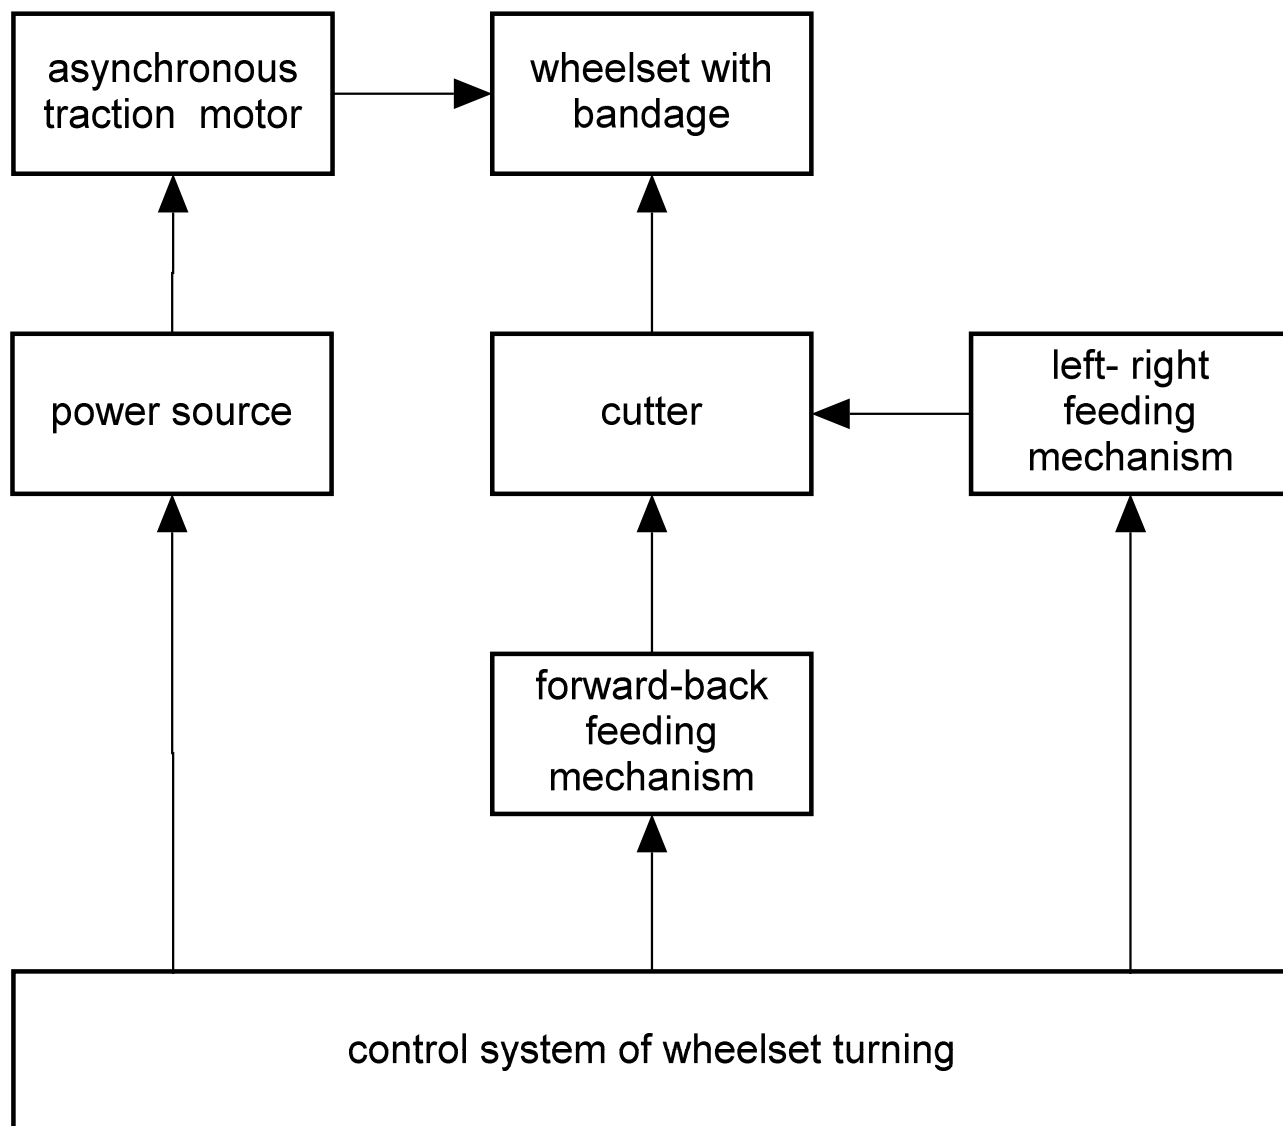 asynchronous
traction motor
wheelset with
bandage
power source
cutter
left- right
feeding
mechanism
forward-back
feeding
mechanism
control system of wheelset turning